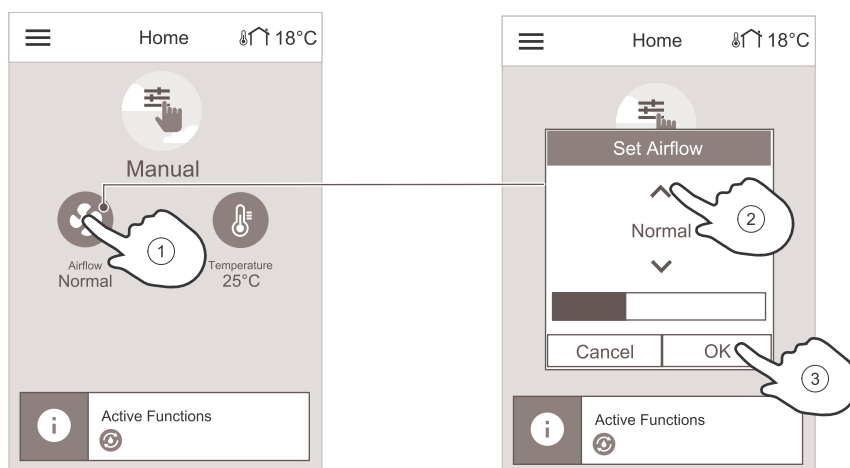 Home 18°C
Manual
1
Airflow
Normal
Temperature
25°C
i
Active Functions
Home 18°C
Set Airflow
2
Normal
Cancel OK
3
i
Active Functions